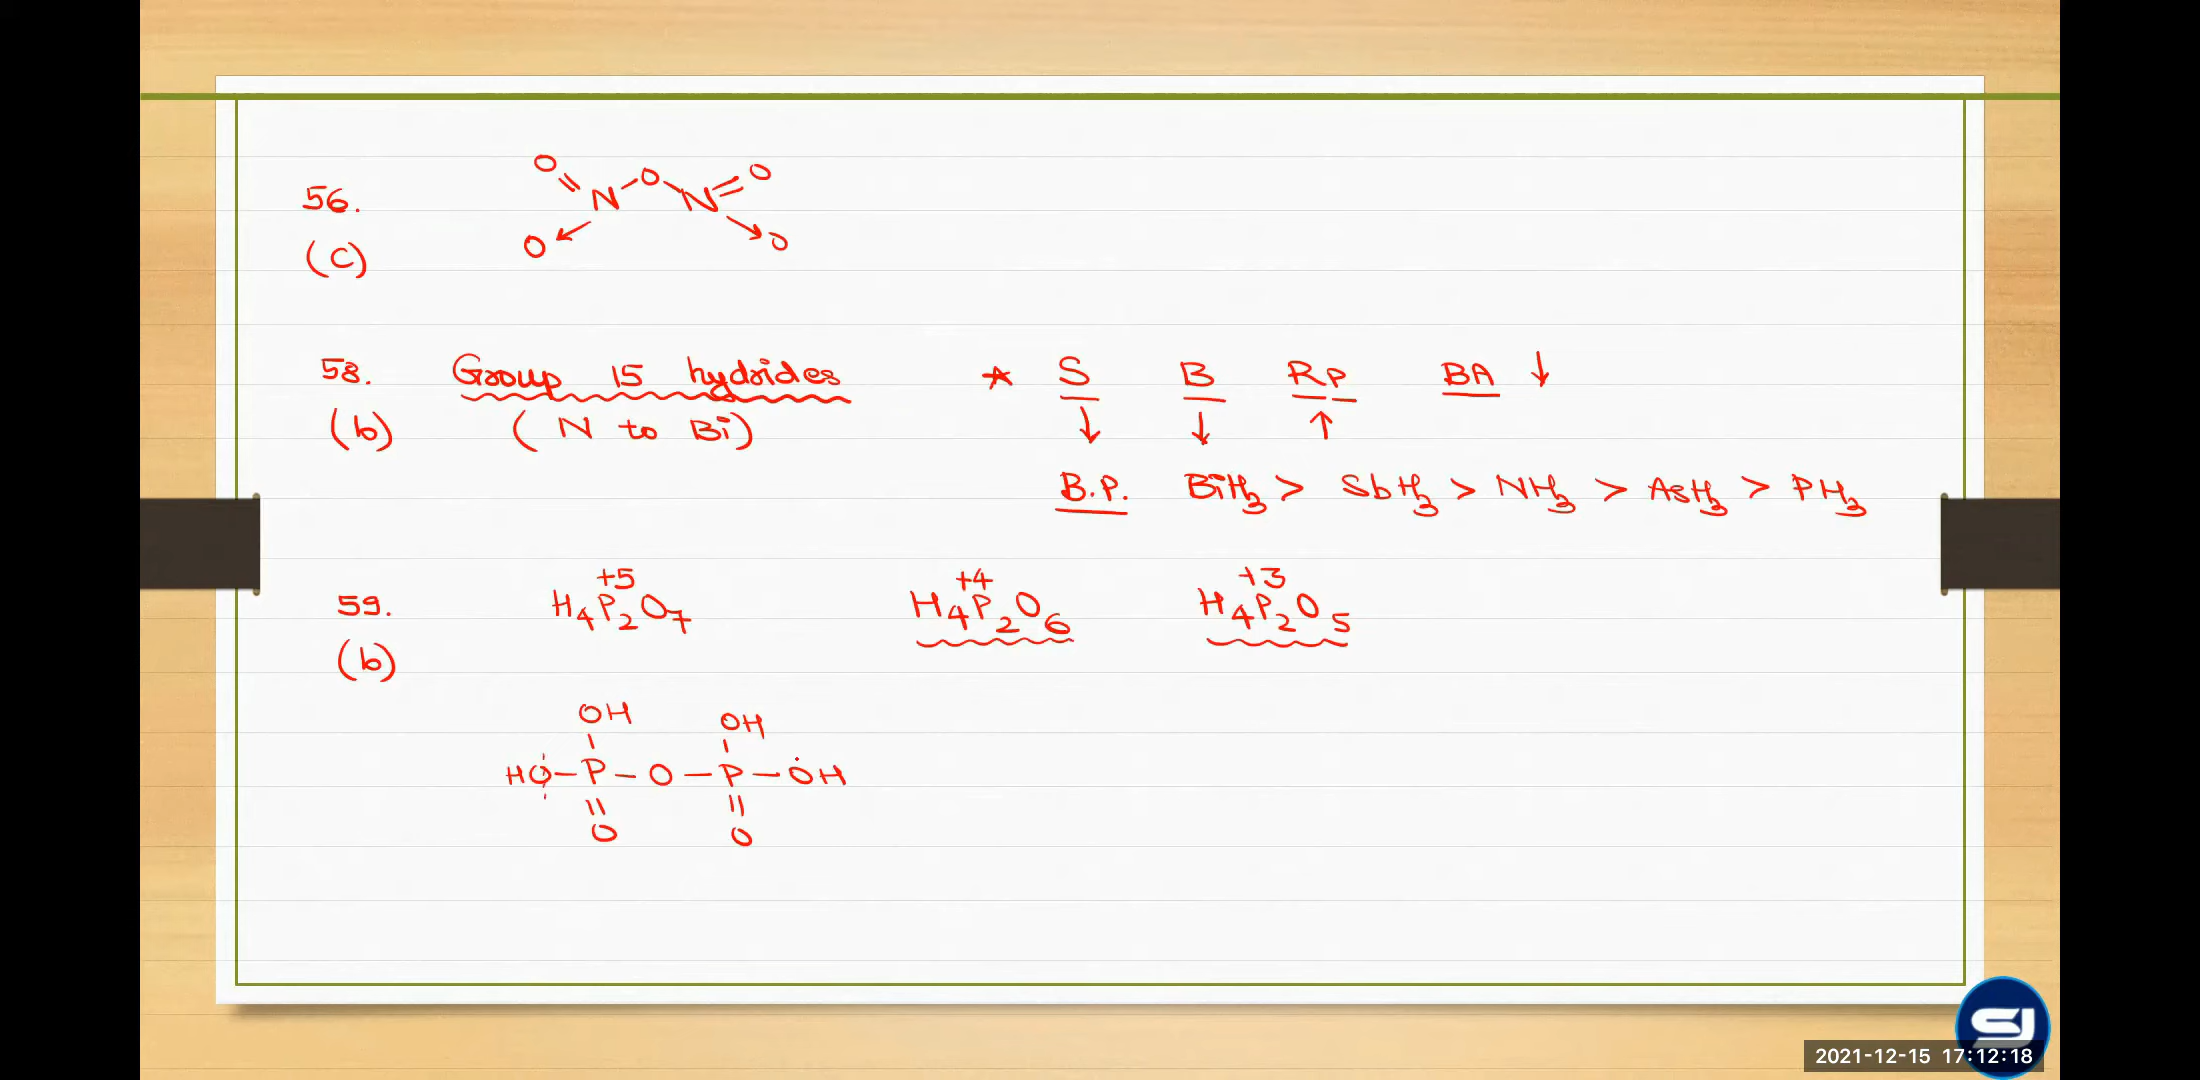 56.
(c)
O O O
N N
O O
58. Group 15 hydrides ★ S B Rp BA ↓
(b) (N to Bi) ↓ ↓ ↑
B.P. BiH₃ > SbH₃ > NH₃ > AsH₃ > PH₃
+5 +4 +3
59. H₄P₂O₇ H₄P₂O₆ H₄P₂O₅
(b)
OH OH
HO–P–O–P–OH
O O
SJ
2021-12-15 17:12:18